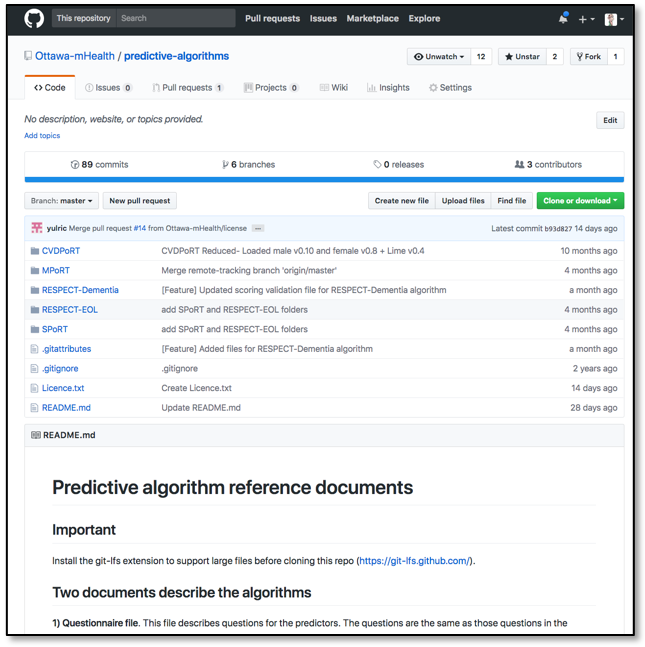 This repository Search Pull requests Issues Marketplace Explore
Ottawa-mHealth / predictive-algorithms Unwatch 12 Unstar 2 Fork 1
Code Issues 0 Pull requests 1 Projects 0 Wiki Insights Settings
No description, website, or topics provided. Edit
Add topics
89 commits 6 branches 0 releases 3 contributors
Branch: master New pull request Create new file Upload files Find file Clone or download
yulric Merge pull request #14 from Ottawa-mHealth/license ... Latest commit b93d827 14 days ago
CVDPoRT CVDPoRT Reduced- Loaded male v0.10 and female v0.8 + Lime v0.4 10 months ago
MPoRT Merge remote-tracking branch 'origin/master' 4 months ago
RESPECT-Dementia [Feature] Updated scoring validation file for RESPECT-Dementia algorithm a month ago
RESPECT-EOL add SPoRT and RESPECT-EOL folders 4 months ago
SPoRT add SPoRT and RESPECT-EOL folders 4 months ago
.gitattributes [Feature] Added files for RESPECT-Dementia algorithm a month ago
.gitignore .gitignore 2 years ago
Licence.txt Create Licence.txt 14 days ago
README.md Update README.md 28 days ago
README.md
Predictive algorithm reference documents
Important
Install the git-lfs extension to support large files before cloning this repo (https://git-lfs.github.com/).
Two documents describe the algorithms
1) Questionnaire file. This file describes questions for the predictors. The questions are the same as those questions in the